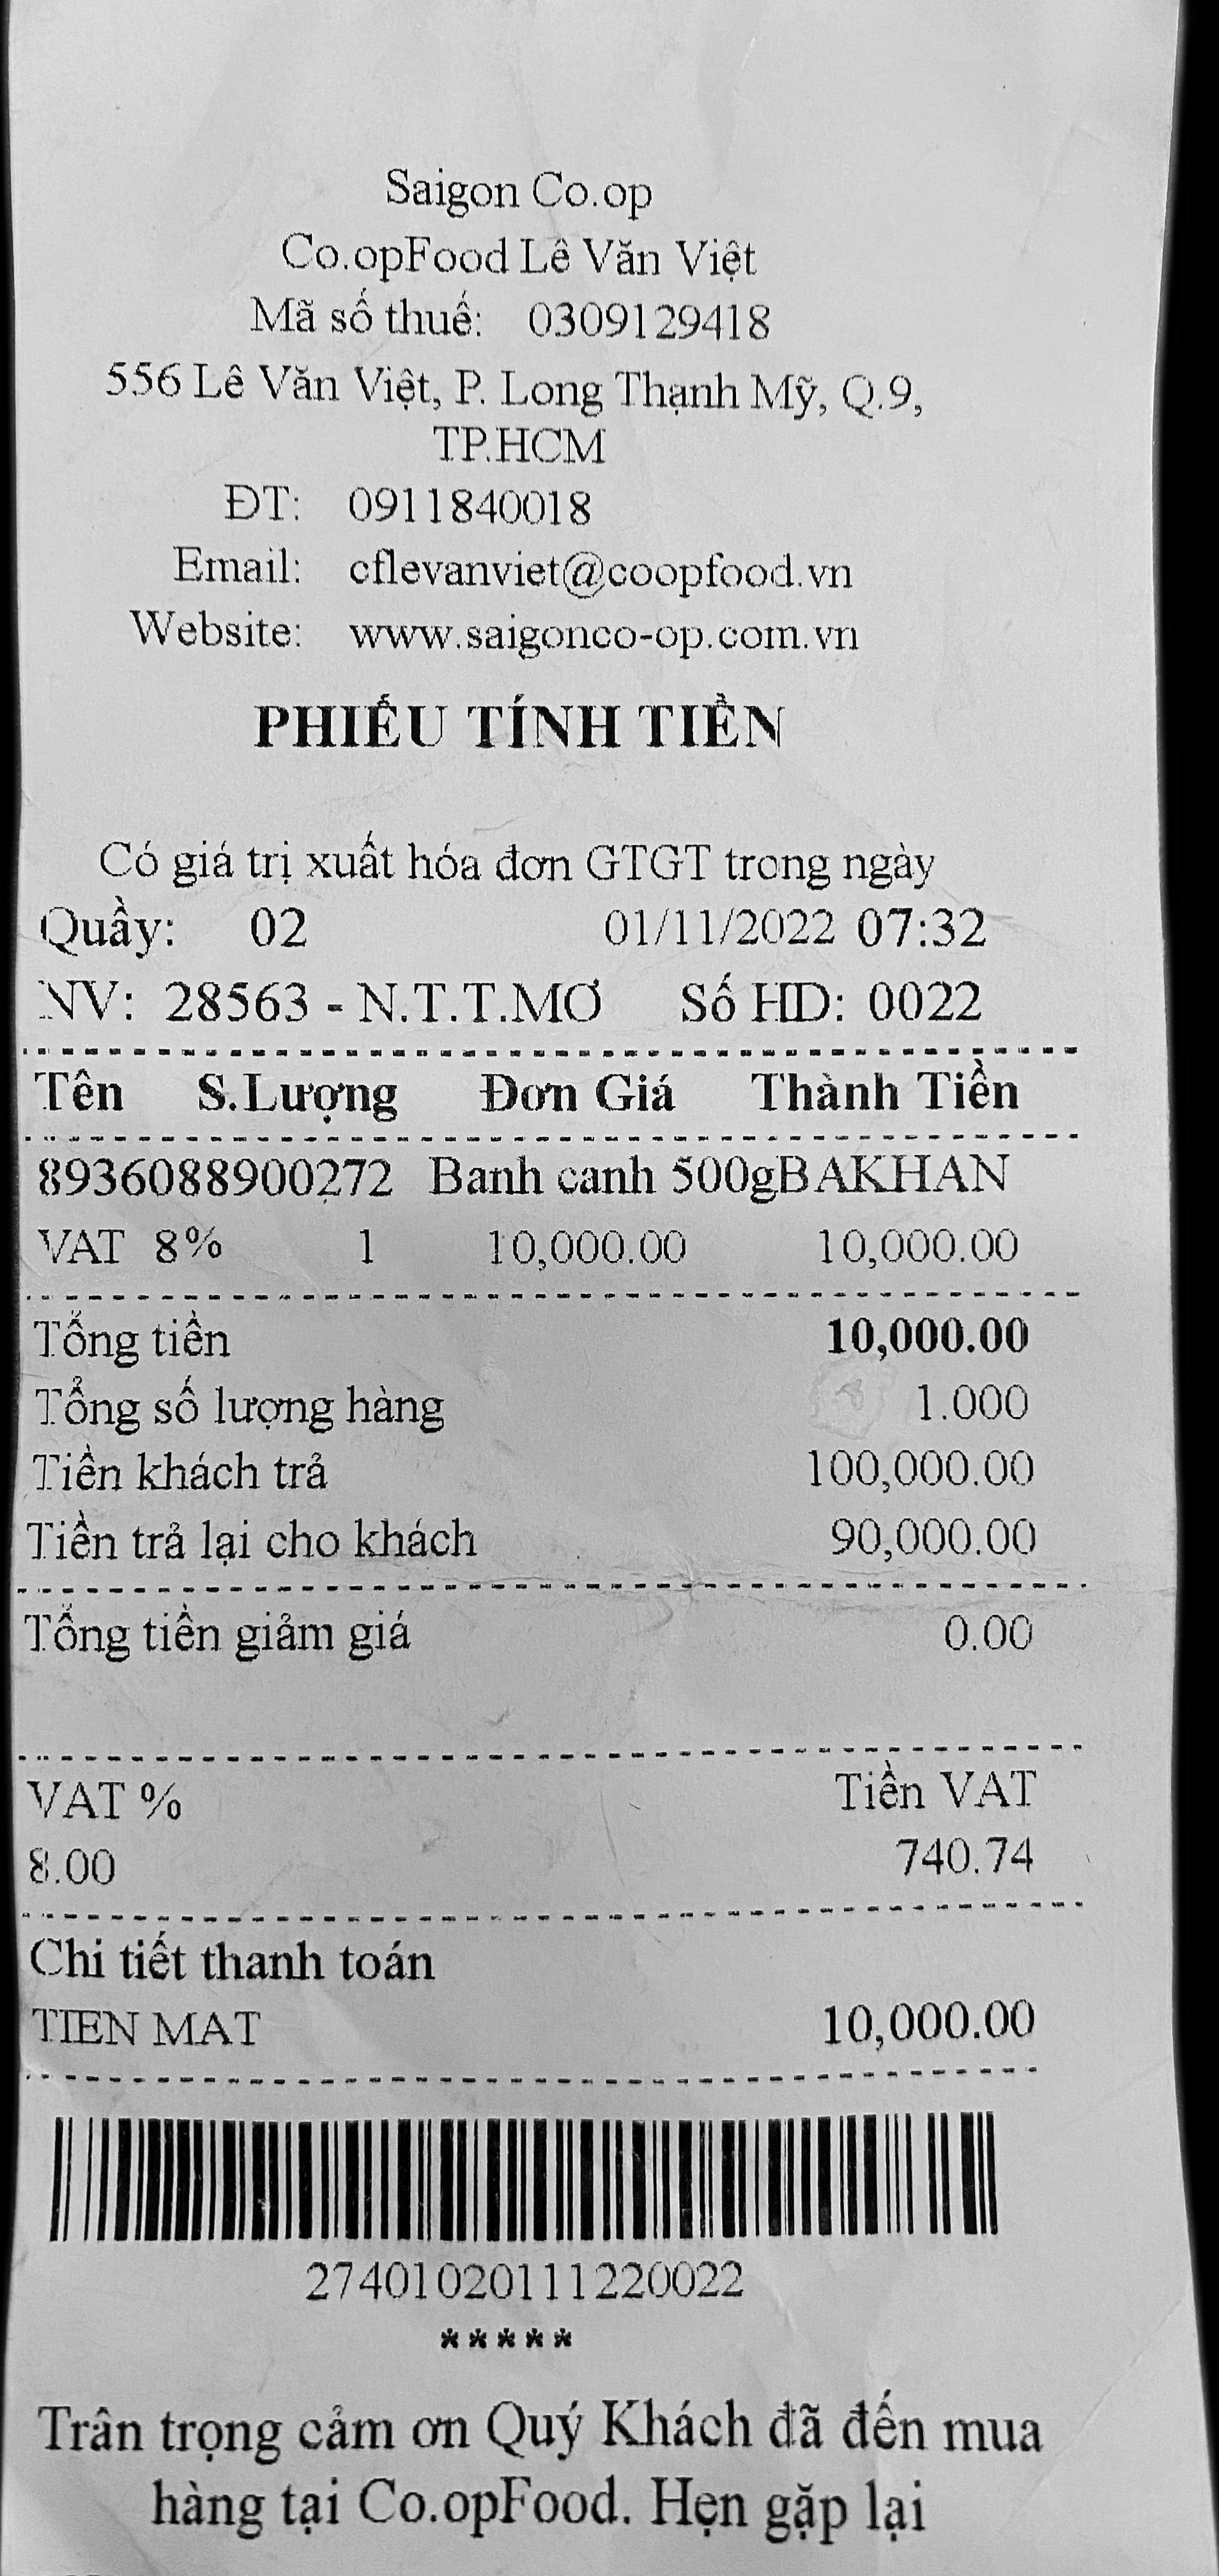 Saigon Co.op
Co.opFood Lê Văn Việt
Mã số thuế: 0309129418
556 Lê Văn Việt, P. Long Thạnh Mỹ, Q.9,
TP.HCM
ĐT: 0911840018
Email: cflevanviet@coopfood.vn
Website: www.saigonco-op.com.vn
PHIẾU TÍNH TIỀN
Có giá trị xuất hóa đơn GTGT trong ngày
Quầy: 02 01/11/2022 07:32
NV: 28563 - N.T.T.MƠ Số HD: 0022
Tên S.Lượng Đơn Giá Thành Tiền
8936088900272 Banh canh 500gBAKHAN
VAT 8% 1 10,000.00 10,000.00
Tổng tiền 10,000.00
Tổng số lượng hàng 1.000
Tiền khách trả 100,000.00
Tiền trả lại cho khách 90,000.00
Tổng tiền giảm giá 0.00
VAT % Tiền VAT
8.00 740.74
Chi tiết thanh toán
TIEN MAT 10,000.00
27401020111220022
*****
Trân trọng cảm ơn Quý Khách đã đến mua
hàng tại Co.opFood. Hẹn gặp lại